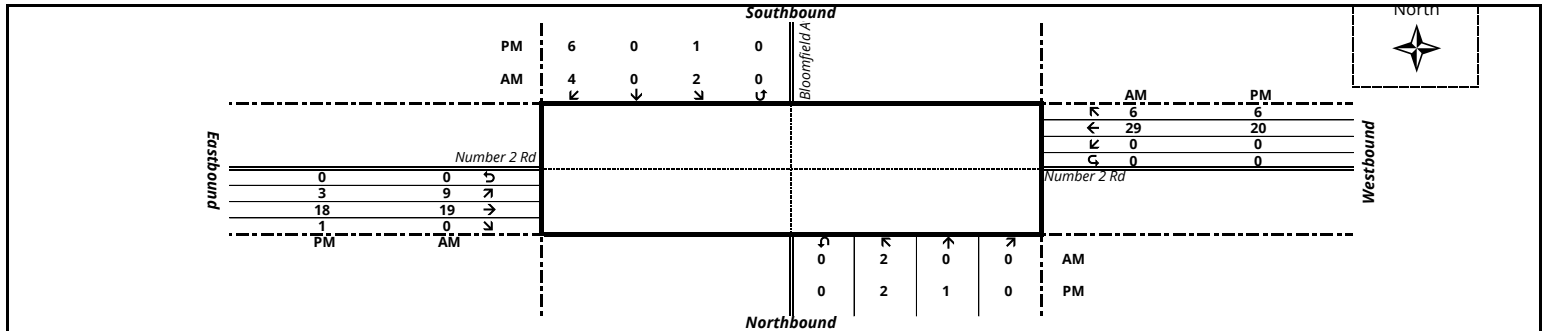 Southbound
North
PM 6 0 1 0
Bloomfield A
AM 4 0 2 0
AM PM
6 6
29 20
0 0
0 0
Eastbound
Westbound
Number 2 Rd
Number 2 Rd
0 0
3 9
18 19
1 0
PM AM
0 2 0 0 AM
0 2 1 0 PM
Northbound